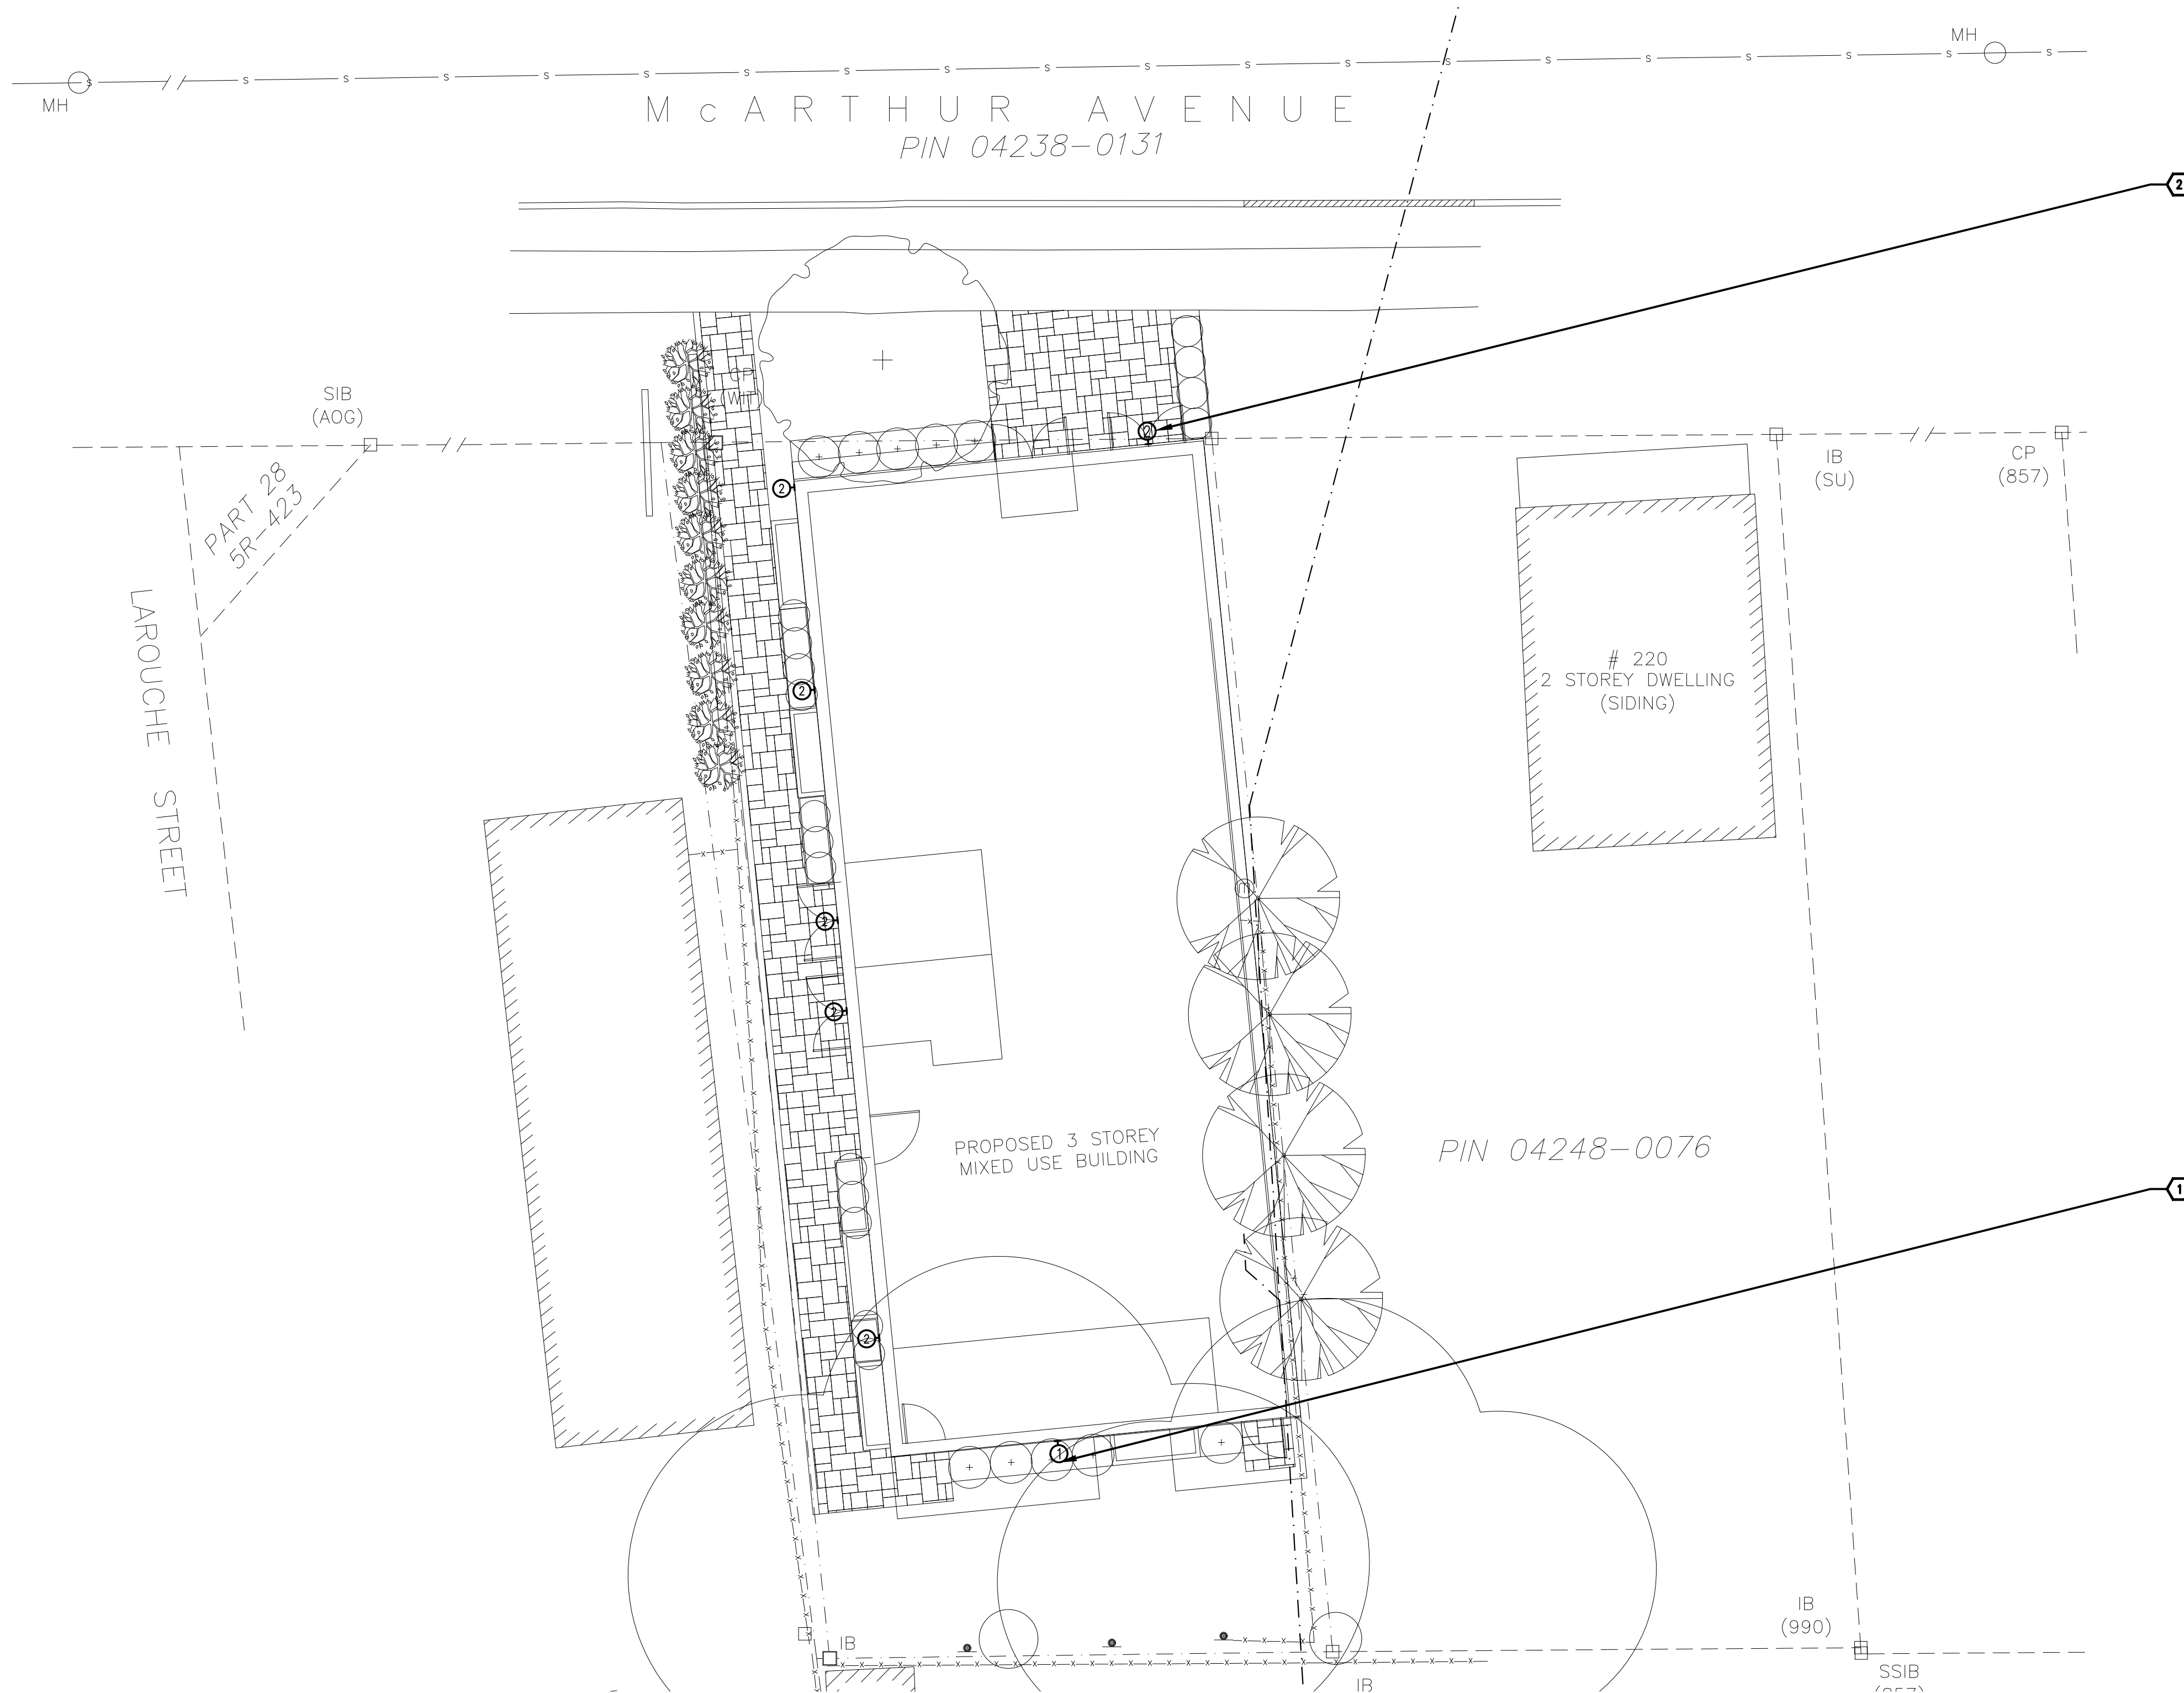 MH
MH
S S S S S S S S S S S S S S S S S S S
McARTHUR AVENUE
PIN 04238-0131
2
SIB
(AOG)
CP
(WIT)
PART 28
5R-423
2
2
IB
(SU)
CP
(857)
LAROUCHE STREET
# 220
2 STOREY DWELLING
(SIDING)
2
2
2
PROPOSED 3 STOREY
MIXED USE BUILDING
PIN 04248-0076
1
2
1
IB
IB
(990)
IB
SSIB